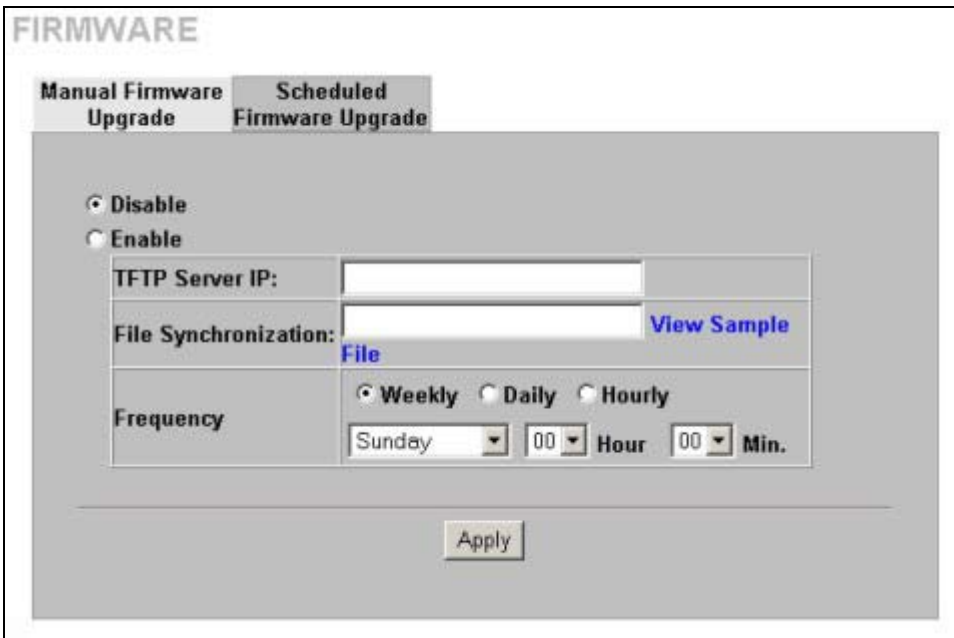 FIRMWARE
Manual Firmware Upgrade
Scheduled Firmware Upgrade
Disable
Enable
TFTP Server IP:
File Synchronization: View Sample
File
Frequency
Weekly Daily Hourly
Sunday 00 Hour 00 Min.
Apply